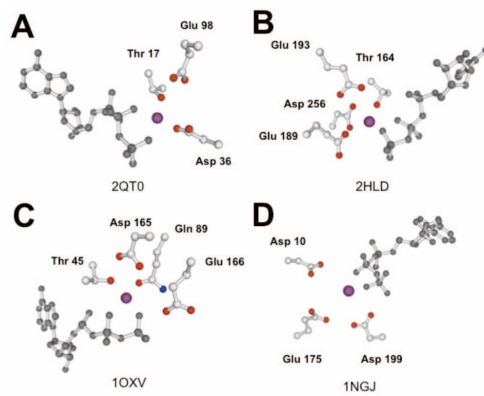 A
Glu 98
Thr 17
Asp 36
2QT0
B
Glu 193
Thr 164
Asp 256
Glu 189
2HLD
C
Asp 165
Gln 89
Thr 45
Glu 166
1OXV
D
Asp 10
Glu 175
Asp 199
1NGJ